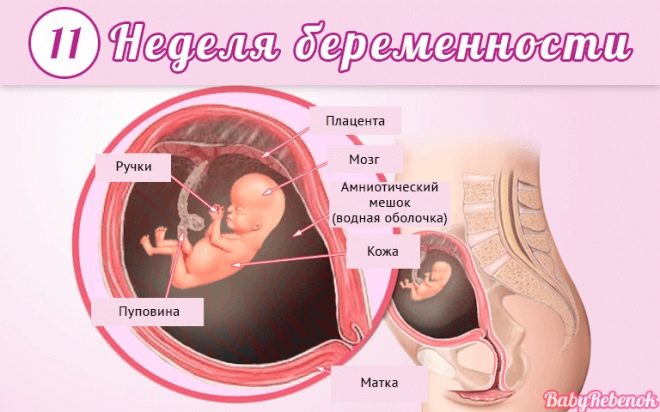 11 Неделя беременности
Плацента
Ручки
Мозг
Амниотический
мешок
(водная оболочка)
Кожа
Пуповина
Матка
BabyRebenok